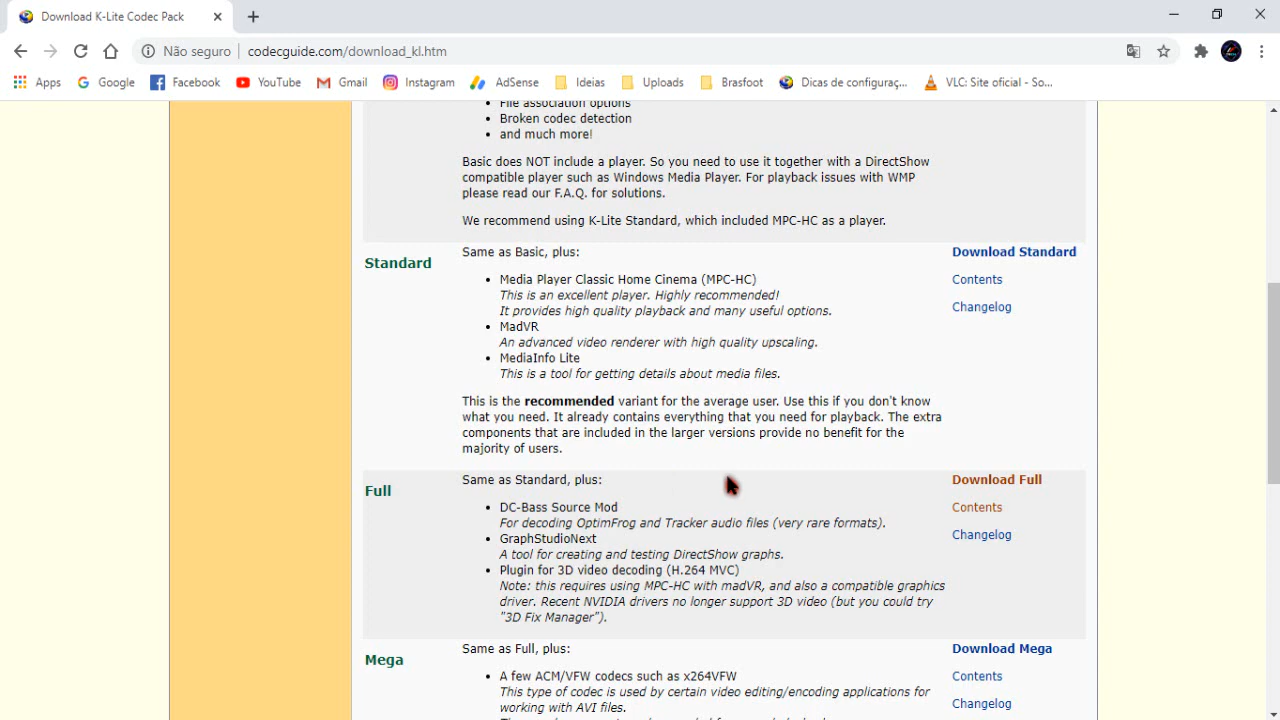 Download K-Lite Codec Pack
Não seguro
codecguide.com/download_kl.htm
Apps
Google
Facebook
YouTube
Gmail
Instagram
AdSense
Ideias
Uploads
Brasfoot
Dicas de configuraç...
VLC: Site oficial - So...
File association options
Broken codec detection
and much more!
Basic does NOT include a player. So you need to use it together with a DirectShow
compatible player such as Windows Media Player. For playback issues with WMP
please read our F.A.Q. for solutions.
We recommend using K-Lite Standard, which included MPC-HC as a player.
Standard
Same as Basic, plus:
Download Standard
Media Player Classic Home Cinema (MPC-HC)
Contents
This is an excellent player. Highly recommended!
Changelog
It provides high quality playback and many useful options.
MadVR
An advanced video renderer with high quality upscaling.
MediaInfo Lite
This is a tool for getting details about media files.
This is the recommended variant for the average user. Use this if you don't know
what you need. It already contains everything that you need for playback. The extra
components that are included in the larger versions provide no benefit for the
majority of users.
Full
Same as Standard, plus:
Download Full
DC-Bass Source Mod
Contents
For decoding OptimFrog and Tracker audio files (very rare formats).
GraphStudioNext
Changelog
A tool for creating and testing DirectShow graphs.
Plugin for 3D video decoding (H.264 MVC)
Note: this requires using MPC-HC with madVR, and also a compatible graphics
driver. Recent NVIDIA drivers no longer support 3D video (but you could try
"3D Fix Manager").
Mega
Same as Full, plus:
Download Mega
A few ACM/VFW codecs such as x264VFW
Contents
This type of codec is used by certain video editing/encoding applications for
Changelog
working with AVI files.